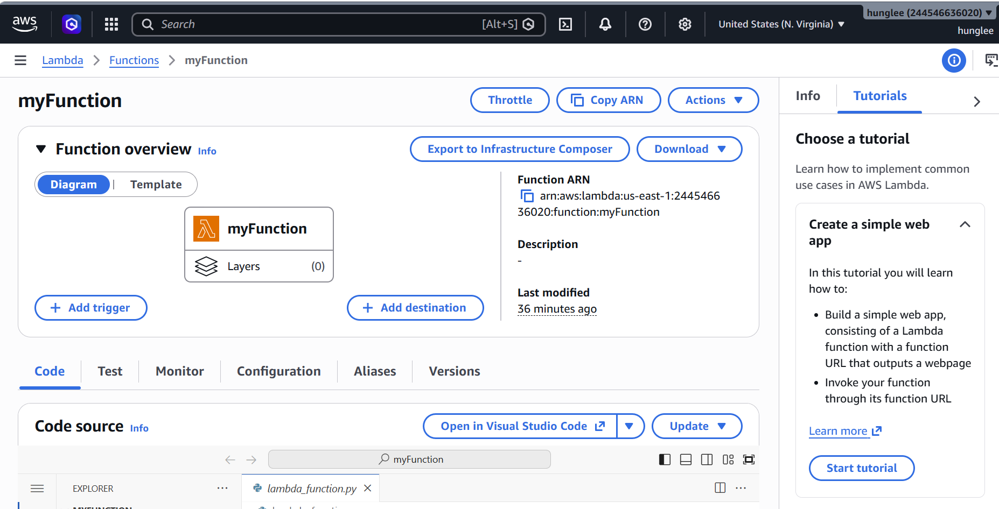 aws
Search
[Alt+S]
United States (N. Virginia)
hunglee (244546636020)
hunglee
Lambda
Functions
myFunction
myFunction
Throttle
Copy ARN
Actions
Function overview Info
Export to Infrastructure Composer
Download
Diagram
Template
myFunction
Layers
(0)
Add trigger
Add destination
Function ARN
arn:aws:lambda:us-east-1:2445466
36020:function:myFunction
Description
-
Last modified
36 minutes ago
Code
Test
Monitor
Configuration
Aliases
Versions
Code source Info
Open in Visual Studio Code
Update
myFunction
EXPLORER
lambda_function.py
MYFUNCTION
Info
Tutorials
Choose a tutorial
Learn how to implement common
use cases in AWS Lambda.
Create a simple web
app
In this tutorial you will learn
how to:
• Build a simple web app,
consisting of a Lambda
function with a function
URL that outputs a webpage
• Invoke your function
through its function URL
Learn more
Start tutorial